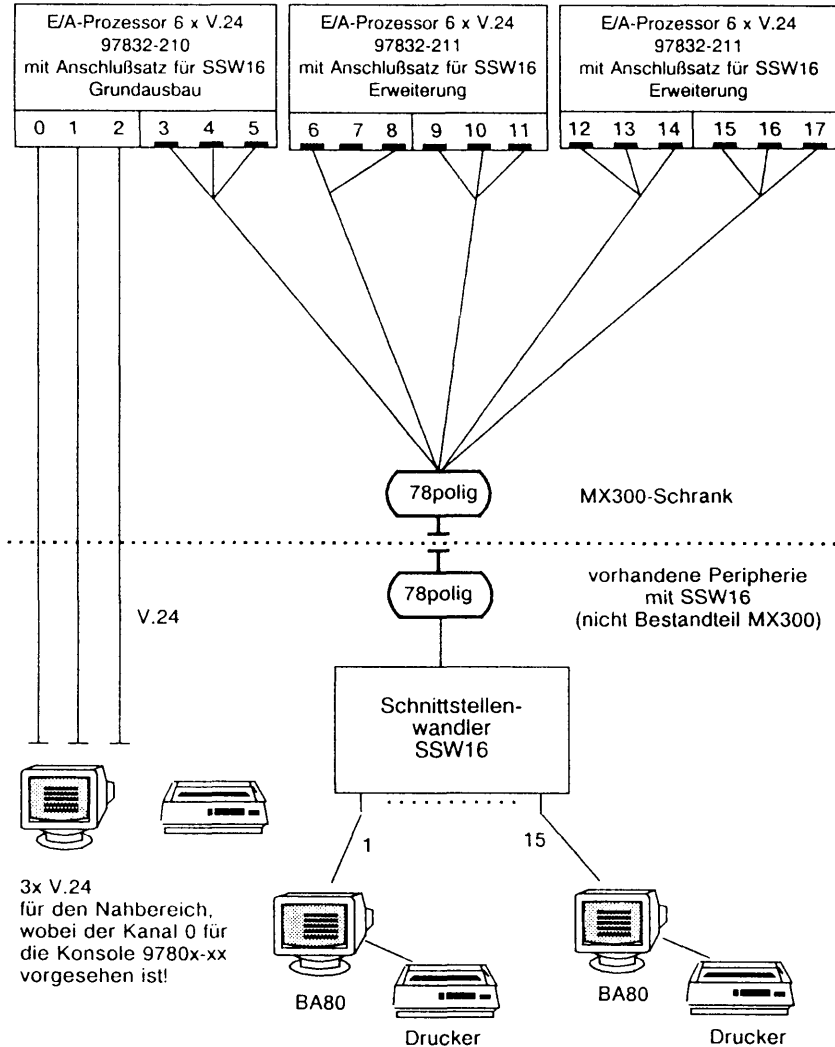 E/A-Prozessor 6 x V.24
97832-210
mit Anschlußsatz für SSW16
Grundausbau
0 1 2 3 4 5
E/A-Prozessor 6 x V.24
97832-211
mit Anschlußsatz für SSW16
Erweiterung
6 7 8 9 10 11
E/A-Prozessor 6 x V.24
97832-211
mit Anschlußsatz für SSW16
Erweiterung
12 13 14 15 16 17
78polig
MX300-Schrank
78polig
vorhandene Peripherie
mit SSW16
(nicht Bestandteil MX300)
V.24
Schnittstellen-
wandler
SSW16
1
15
3x V.24
für den Nahbereich,
wobei der Kanal 0 für
die Konsole 9780x-xx
vorgesehen ist!
BA80
Drucker
BA80
Drucker